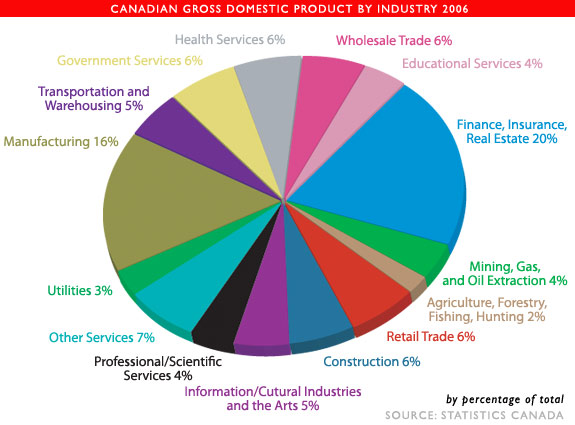 CANADIAN GROSS DOMESTIC PRODUCT BY INDUSTRY 2006
Health Services 6%
Wholesale Trade 6%
Government Services 6%
Educational Services 4%
Transportation and
Warehousing 5%
Finance, Insurance,
Real Estate 20%
Manufacturing 16%
Mining, Gas,
and Oil Extraction 4%
Utilities 3%
Agriculture, Forestry,
Fishing, Hunting 2%
Other Services 7%
Retail Trade 6%
Professional/Scientific
Services 4%
Construction 6%
Information/Cutural Industries
and the Arts 5%
by percentage of total
SOURCE: STATISTICS CANADA